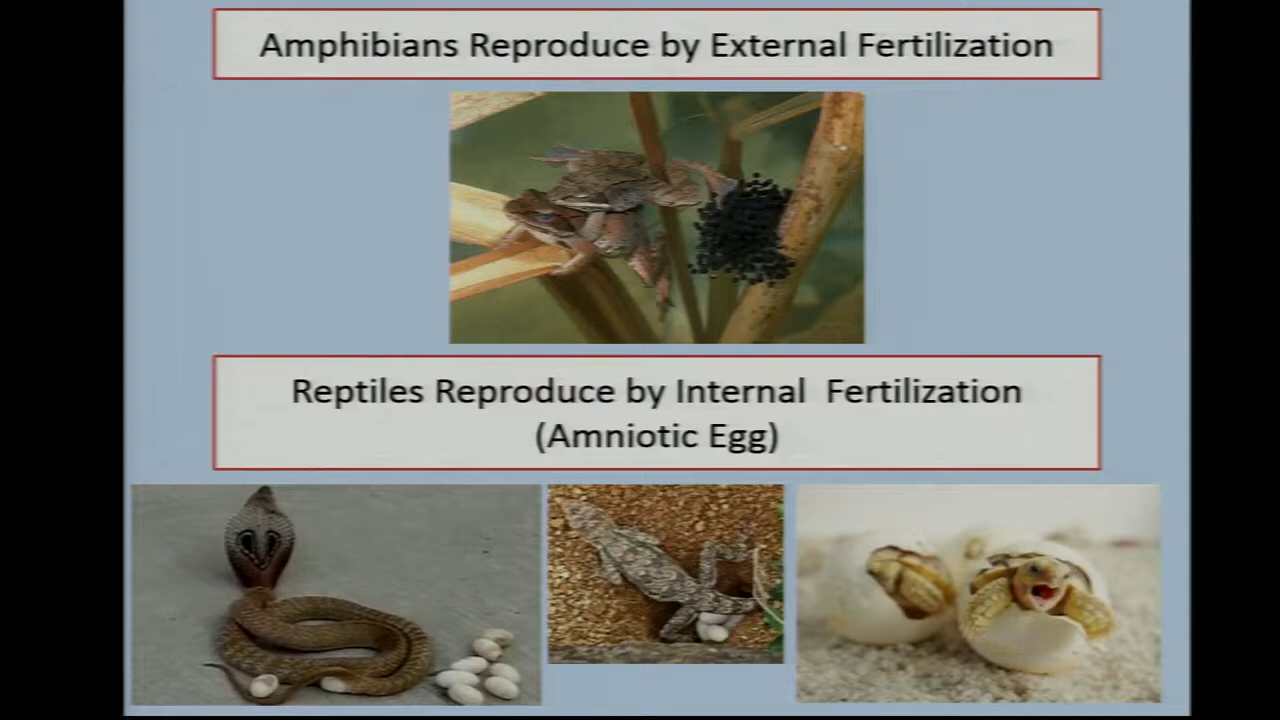 Amphibians Reproduce by External Fertilization
Reptiles Reproduce by Internal Fertilization
(Amniotic Egg)